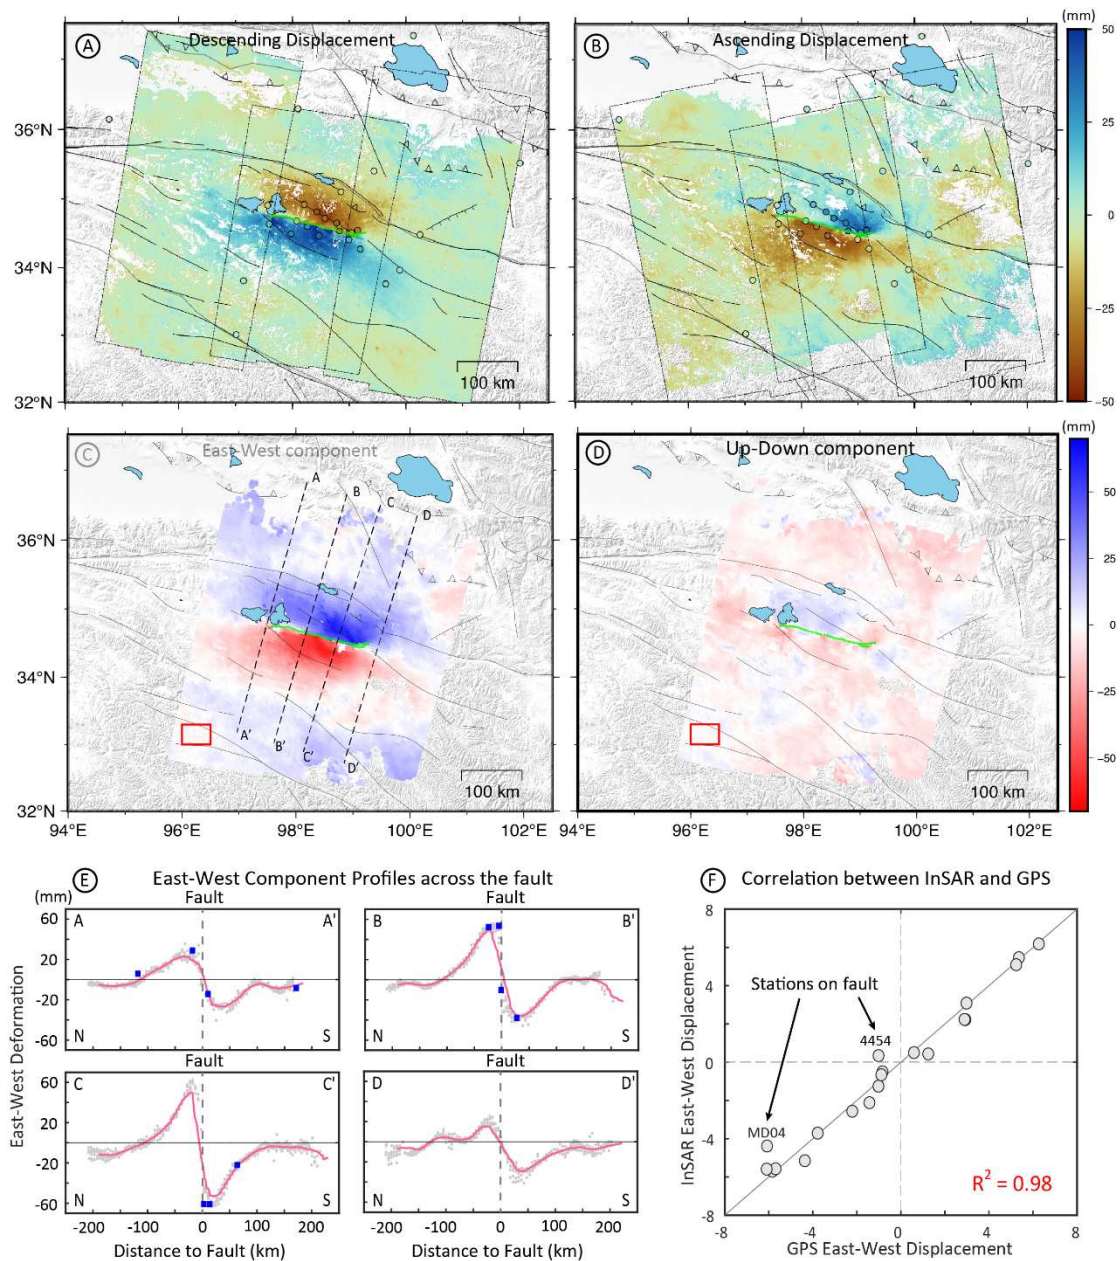 (mm)
A Descending Displacement
B Ascending Displacement
50
25
0
−25
−50
36°N
34°N
32°N
100 km
100 km
(mm)
C East-West component
D Up-Down component
A
B
C
D
A'
B'
C'
D'
50
25
0
−25
−50
36°N
34°N
32°N
100 km
100 km
94°E 96°E 98°E 100°E 102°E
94°E 96°E 98°E 100°E 102°E
E East-West Component Profiles across the fault
(mm)
East-West Deformation
Fault
Fault
A A'
B B'
60
20
-20
-60
N S
N S
Fault
Fault
C C'
D D'
60
20
-20
-60
N S
N S
-200 -100 0 100 200
-200 -100 0 100 200
Distance to Fault (km)
Distance to Fault (km)
F Correlation between InSAR and GPS
InSAR East-West Displacement
8
4
0
-4
-8
Stations on fault
4454
MD04
R² = 0.98
-8 -4 0 4 8
GPS East-West Displacement